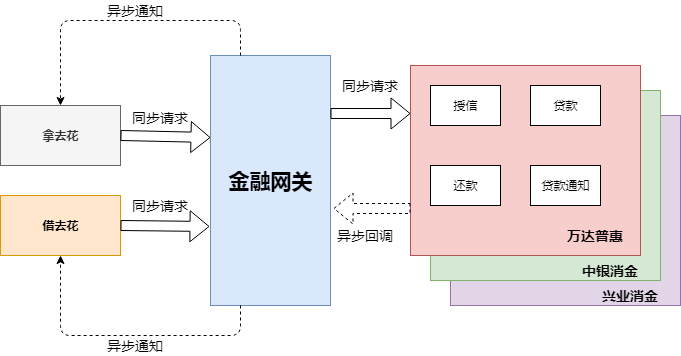 异步通知
同步请求
拿去花
同步请求
借去花
异步通知
金融网关
同步请求
异步回调
授信
贷款
还款
贷款通知
万达普惠
中银消金
兴业消金